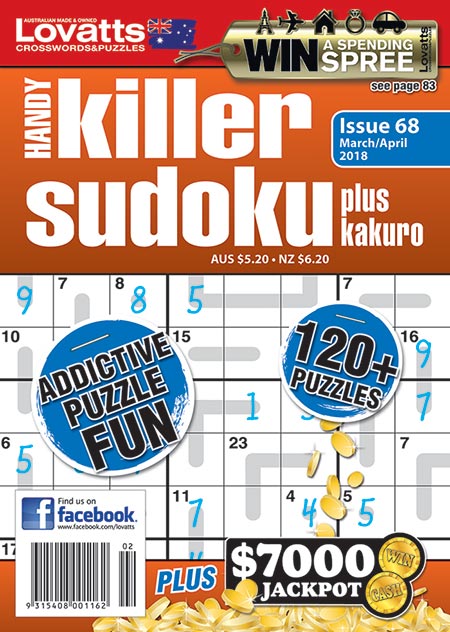 AUSTRALIAN MADE & OWNED
Lovatts
CROSSWORDS&PUZZLES
WIN A SPENDING SPREE
Lovatts
see page 83
HANDY killer sudoku
plus kakuro
Issue 68
March/April
2018
AUS $5.20 • NZ $6.20
7 8 7
9 8 5
10 15 16
4 9
1 7
6 23 16
5
11 4
7 4 5
17
ADDICTIVE
PUZZLE
FUN
120+
PUZZLES
Find us on
facebook.
www.facebook.com/lovatts
02
9 315408 001162
PLUS
$7000
JACKPOT
WIN
CASH